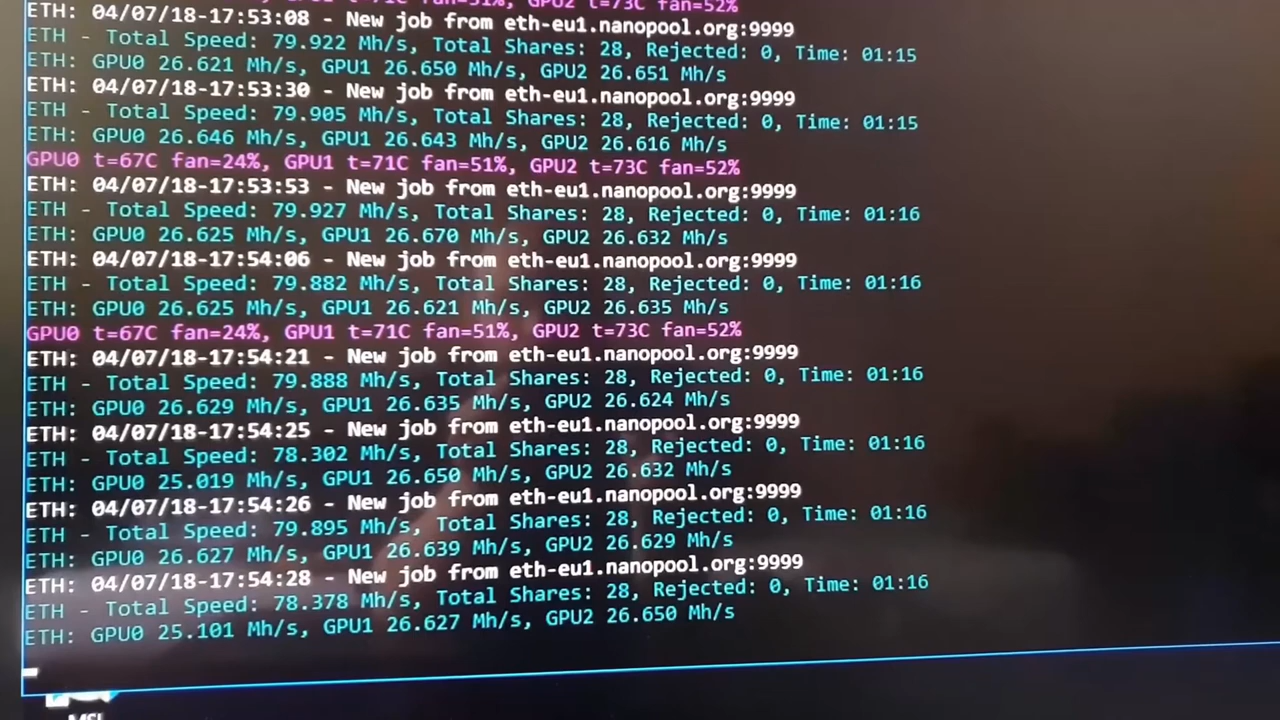 GPU2 t=73C fan=52%
ETH: 04/07/18-17:53:08 - New job from eth-eu1.nanopool.org:9999
ETH - Total Speed: 79.922 Mh/s, Total Shares: 28, Rejected: 0, Time: 01:15
ETH: GPU0 26.621 Mh/s, GPU1 26.650 Mh/s, GPU2 26.651 Mh/s
ETH: 04/07/18-17:53:30 - New job from eth-eu1.nanopool.org:9999
ETH - Total Speed: 79.905 Mh/s, Total Shares: 28, Rejected: 0, Time: 01:15
ETH: GPU0 26.646 Mh/s, GPU1 26.643 Mh/s, GPU2 26.616 Mh/s
GPU0 t=67C fan=24%, GPU1 t=71C fan=51%, GPU2 t=73C fan=52%
ETH: 04/07/18-17:53:53 - New job from eth-eu1.nanopool.org:9999
ETH - Total Speed: 79.927 Mh/s, Total Shares: 28, Rejected: 0, Time: 01:16
ETH: GPU0 26.625 Mh/s, GPU1 26.670 Mh/s, GPU2 26.632 Mh/s
ETH: 04/07/18-17:54:06 - New job from eth-eu1.nanopool.org:9999
ETH - Total Speed: 79.882 Mh/s, Total Shares: 28, Rejected: 0, Time: 01:16
ETH: GPU0 26.625 Mh/s, GPU1 26.621 Mh/s, GPU2 26.635 Mh/s
GPU0 t=67C fan=24%, GPU1 t=71C fan=51%, GPU2 t=73C fan=52%
ETH: 04/07/18-17:54:21 - New job from eth-eu1.nanopool.org:9999
ETH - Total Speed: 79.888 Mh/s, Total Shares: 28, Rejected: 0, Time: 01:16
ETH: GPU0 26.629 Mh/s, GPU1 26.635 Mh/s, GPU2 26.624 Mh/s
ETH: 04/07/18-17:54:25 - New job from eth-eu1.nanopool.org:9999
ETH - Total Speed: 78.302 Mh/s, Total Shares: 28, Rejected: 0, Time: 01:16
ETH: GPU0 25.019 Mh/s, GPU1 26.650 Mh/s, GPU2 26.632 Mh/s
ETH: 04/07/18-17:54:26 - New job from eth-eu1.nanopool.org:9999
ETH - Total Speed: 79.895 Mh/s, Total Shares: 28, Rejected: 0, Time: 01:16
ETH: GPU0 26.627 Mh/s, GPU1 26.639 Mh/s, GPU2 26.629 Mh/s
ETH: 04/07/18-17:54:28 - New job from eth-eu1.nanopool.org:9999
ETH - Total Speed: 78.378 Mh/s, Total Shares: 28, Rejected: 0, Time: 01:16
ETH: GPU0 25.101 Mh/s, GPU1 26.627 Mh/s, GPU2 26.650 Mh/s